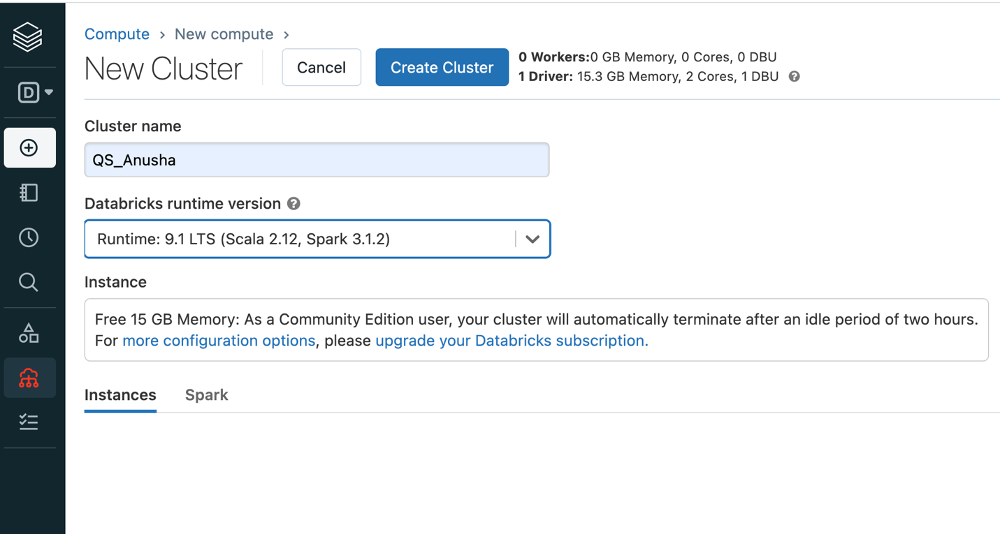 Compute > New compute >
New Cluster
Cancel
Create Cluster
0 Workers:0 GB Memory, 0 Cores, 0 DBU
1 Driver: 15.3 GB Memory, 2 Cores, 1 DBU ?
D
Cluster name
QS_Anusha
Databricks runtime version ?
Runtime: 9.1 LTS (Scala 2.12, Spark 3.1.2)
Instance
Free 15 GB Memory: As a Community Edition user, your cluster will automatically terminate after an idle period of two hours.
For more configuration options, please upgrade your Databricks subscription.
Instances
Spark